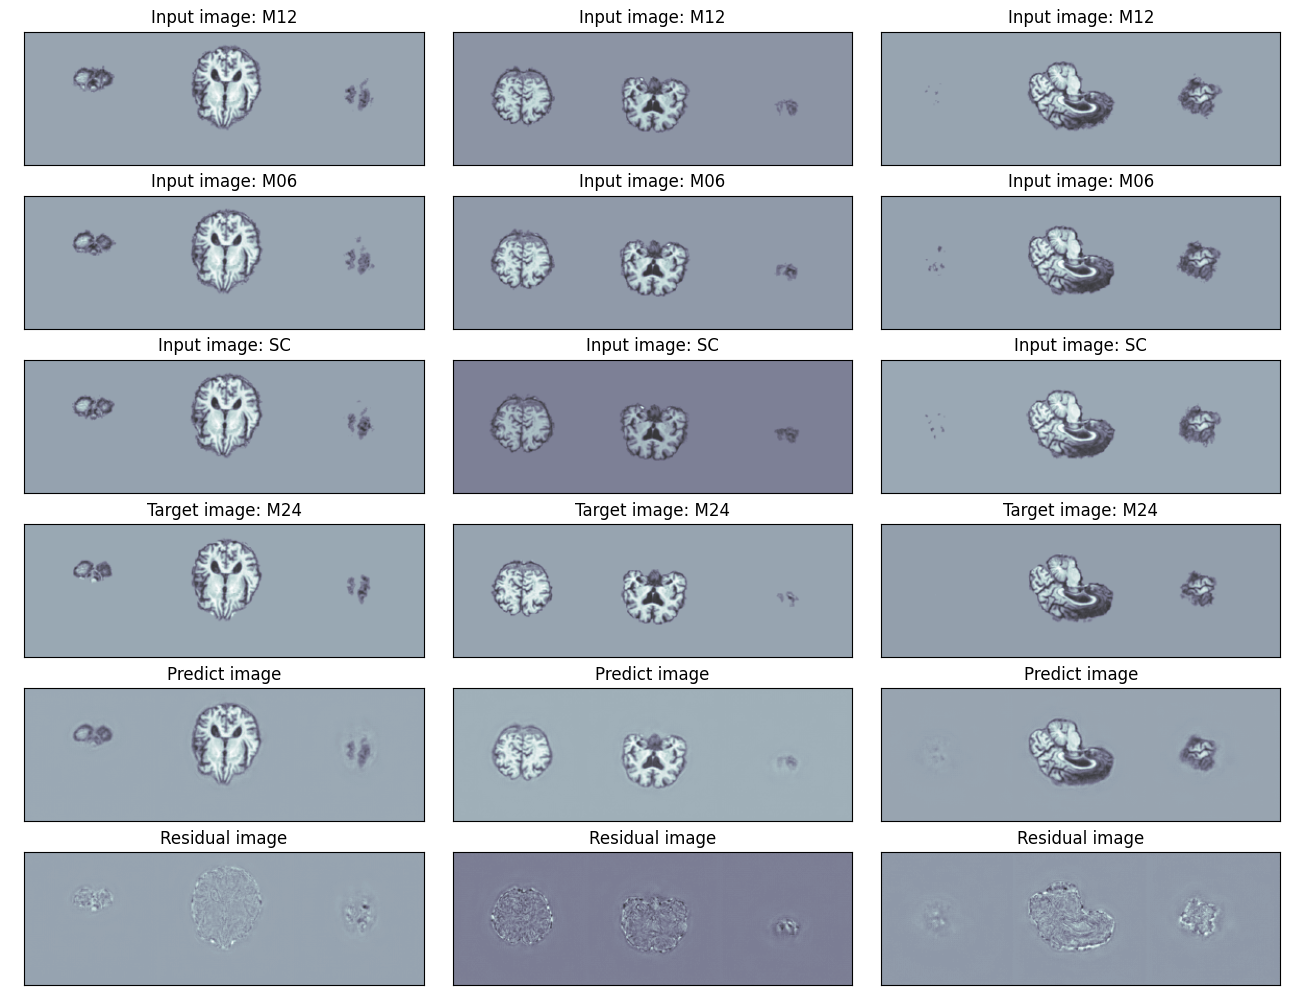 Input image: M12 Input image: M12 Input image: M12
Input image: M06 Input image: M06 Input image: M06
Input image: SC Input image: SC Input image: SC
Target image: M24 Target image: M24 Target image: M24
Predict image Predict image Predict image
Residual image Residual image Residual image